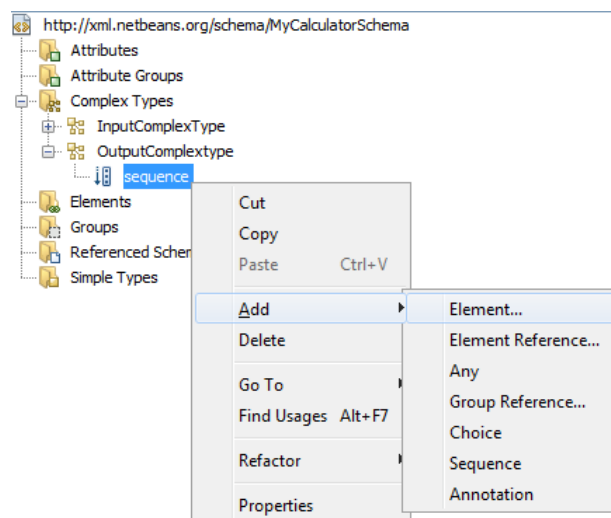 http://xml.netbeans.org/schema/MyCalculatorSchema
Attributes
Attribute Groups
Complex Types
InputComplexType
OutputComplextype
sequence
Elements
Groups
Referenced Schem
Simple Types
Cut
Copy
Paste Ctrl+V
Add
Delete
Go To
Find Usages Alt+F7
Refactor
Properties
Element...
Element Reference...
Any
Group Reference...
Choice
Sequence
Annotation